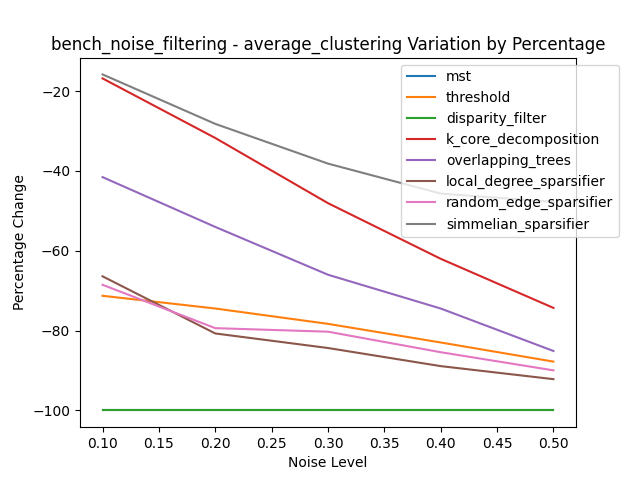 bench_noise_filtering - average_clustering Variation by Percentage
mst
threshold
disparity_filter
k_core_decomposition
overlapping_trees
local_degree_sparsifier
random_edge_sparsifier
simmelian_sparsifier
Percentage Change
−20
−40
−60
−80
−100
0.10 0.15 0.20 0.25 0.30 0.35 0.40 0.45 0.50
Noise Level